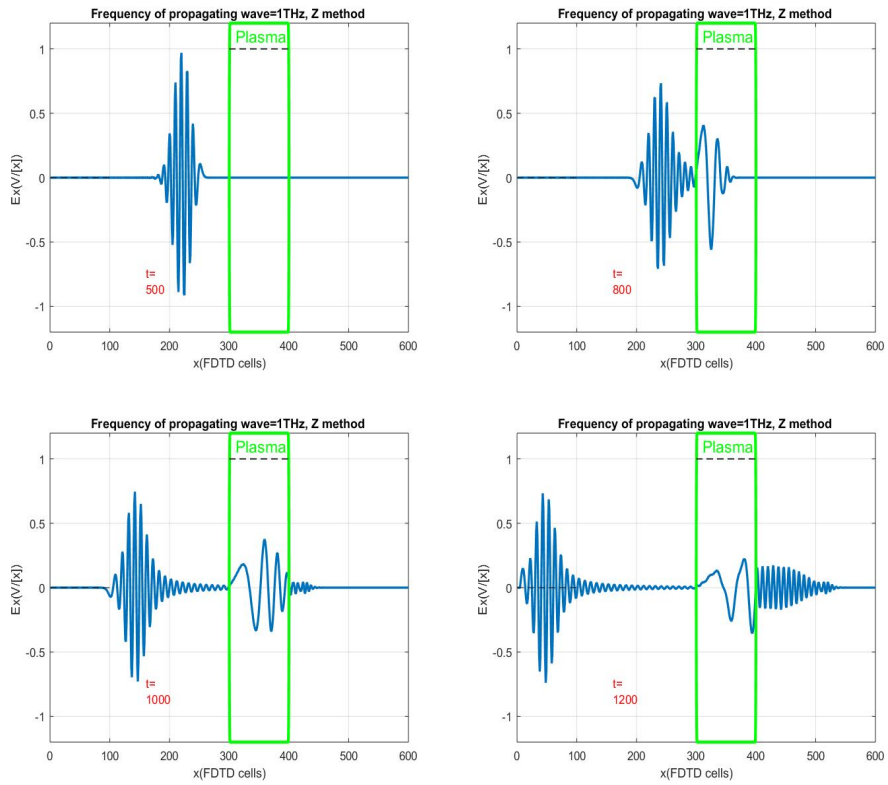 Frequency of propagating wave=1THz, Z method
Plasma
1
0.5
0
-0.5
-1
Ex(V/[x])
t=
500
0 100 200 300 400 500 600
x(FDTD cells)
Frequency of propagating wave=1THz, Z method
Plasma
1
0.5
0
-0.5
-1
Ex(V/[x])
t=
800
0 100 200 300 400 500 600
x(FDTD cells)
Frequency of propagating wave=1THz, Z method
Plasma
1
0.5
0
-0.5
-1
Ex(V/[x])
t=
1000
0 100 200 300 400 500 600
x(FDTD cells)
Frequency of propagating wave=1THz, Z method
Plasma
1
0.5
0
-0.5
-1
Ex(V/[x])
t=
1200
0 100 200 300 400 500 600
x(FDTD cells)